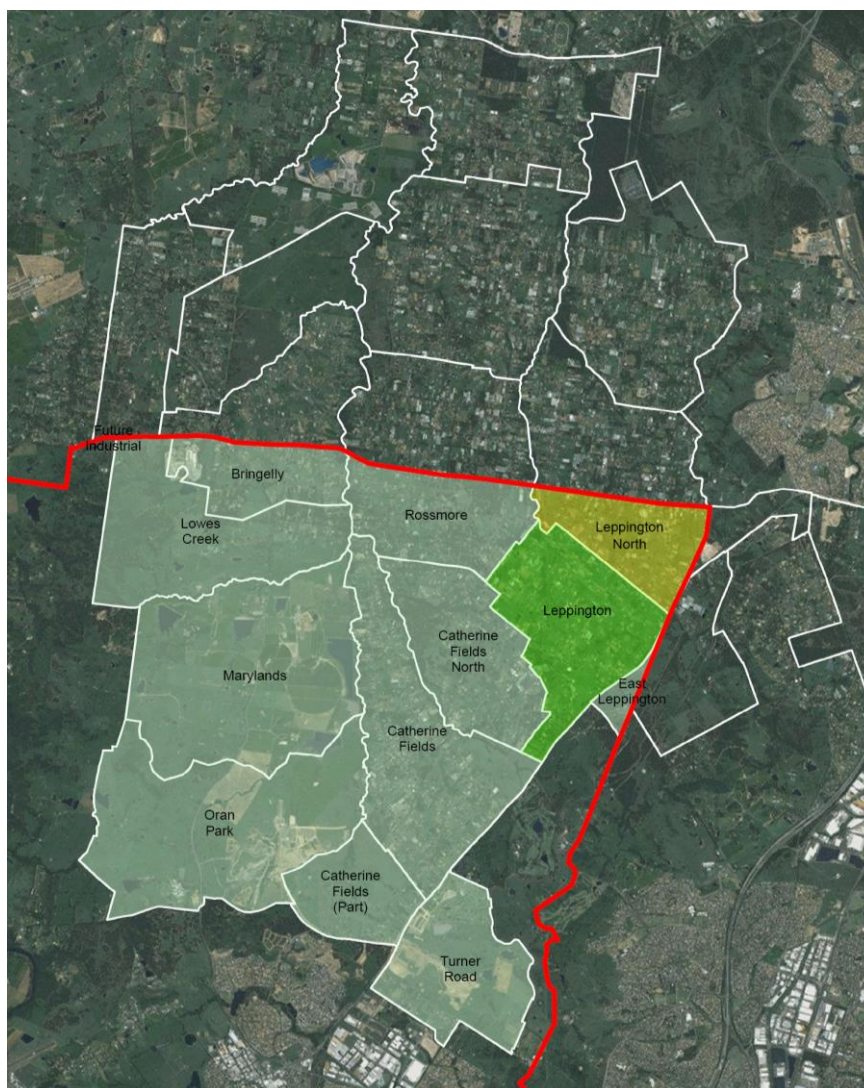 Future
Industrial
Bringelly
Lowes
Creek
Rossmore
Leppington
North
Leppington
Catherine
Fields
North
East
Leppington
Marylands
Catherine
Fields
Oran
Park
Catherine
Fields
(Part)
Turner
Road